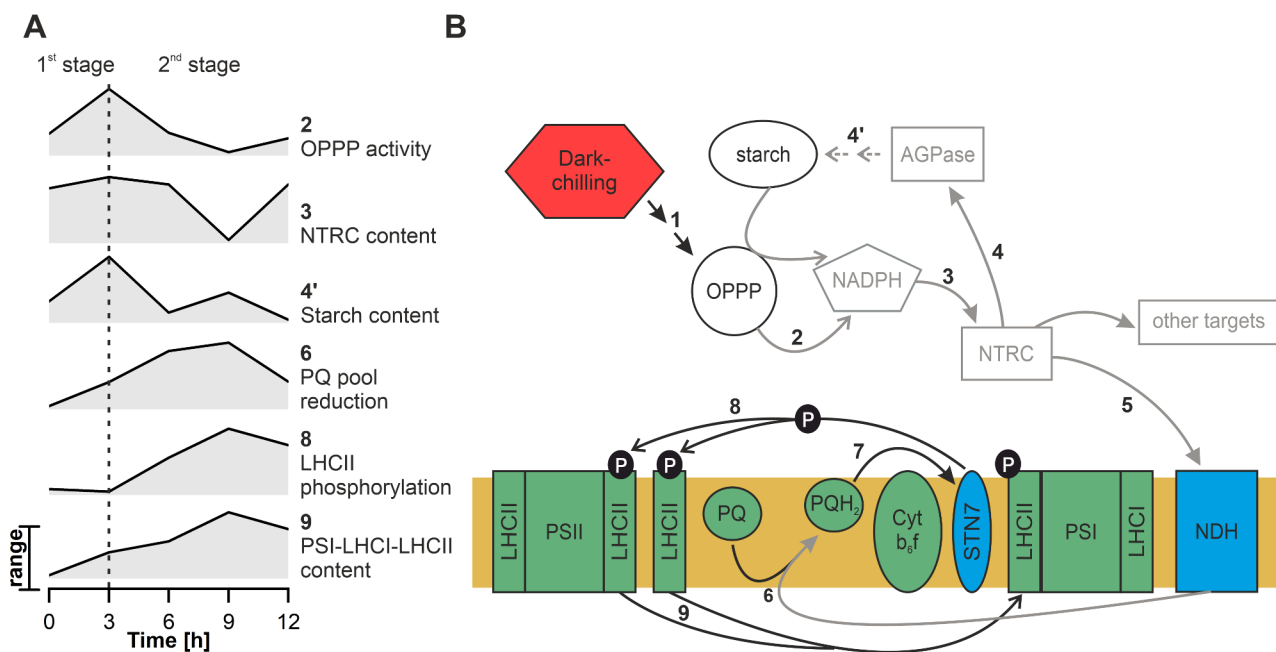 A
1st stage
2nd stage
2
OPPP activity
3
NTRC content
4'
Starch content
6
PQ pool
reduction
8
LHCII
phosphorylation
9
PSI-LHCI-LHCII
content
range
0
3
6
9
12
Time [h]
B
Dark-
chilling
1
starch
4'
AGPase
OPPP
2
NADPH
3
4
NTRC
other targets
5
8
P
7
P
P
P
LHCII
PSII
LHCII
LHCII
PQ
PQH2
Cyt
b6f
STN7
LHCII
PSI
LHCI
NDH
6
9